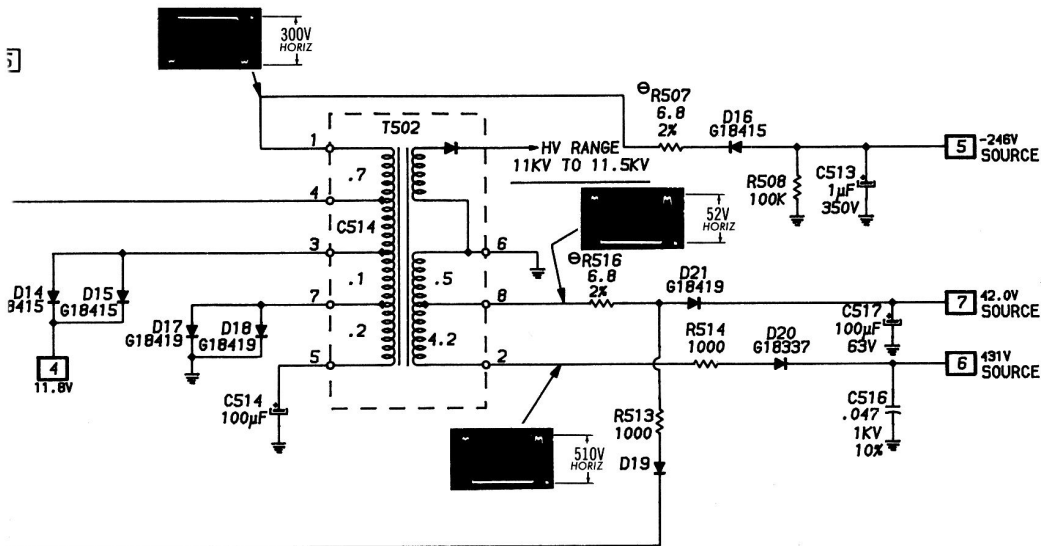 300V
HORIZ
5
⊖R507
6.8
2%
D16
G18415
5
-246V
SOURCE
T502
HV RANGE
11KV TO 11.5KV
1
.7
4
C514
3
.1
7
.2
5
6
.5
8
4.2
2
R508
100K
C513
+
1µF
350V
52V
HORIZ
⊖R516
6.8
2%
D21
G18419
7
42.0V
SOURCE
C517
+
100µF
63V
R514
1000
D20
G18337
6
431V
SOURCE
D14
8415
D15
G18415
D17
G18419
D18
G18419
4
11.8V
C514
+
100µF
R513
1000
D19
C516
.047
1KV
10%
510V
HORIZ